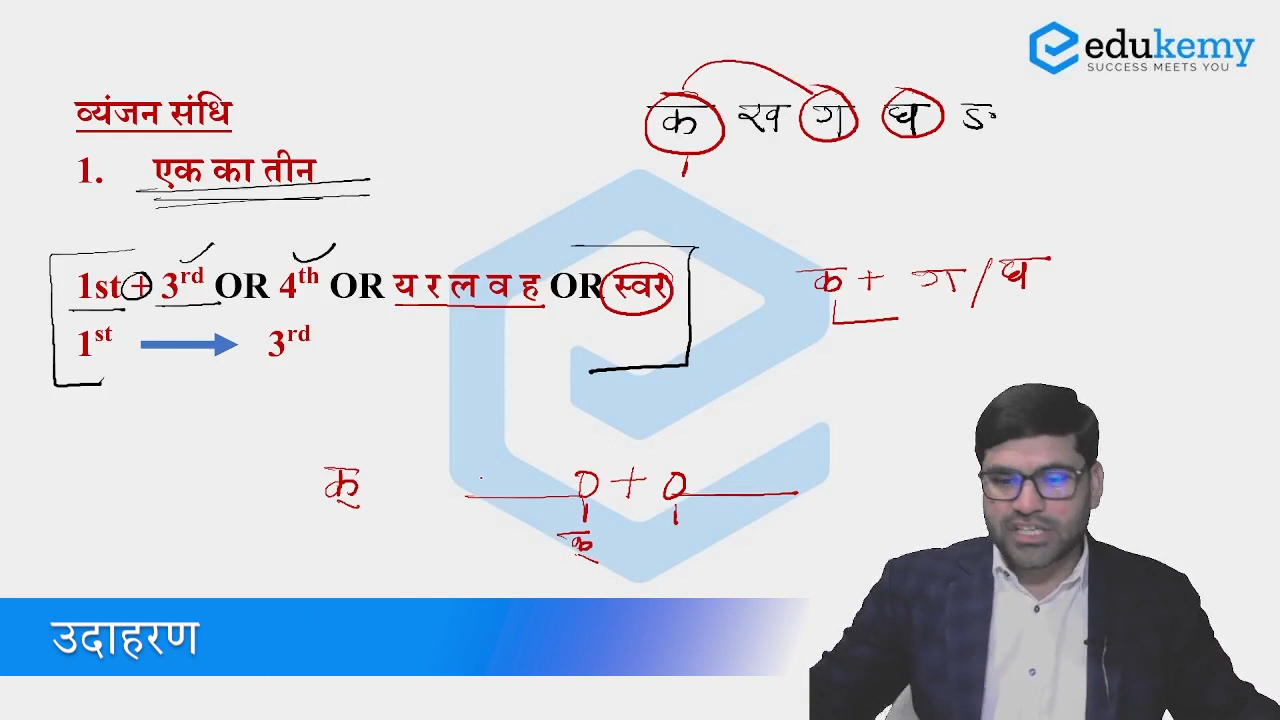 edukemy
SUCCESS MEETS YOU
व्यंजन संधि
क ख ग घ ङ
1. एक का तीन
1st + 3rd OR 4th OR य र ल व ह OR स्वर
क + ग / घ
1st 3rd
क् +
क्
उदाहरण